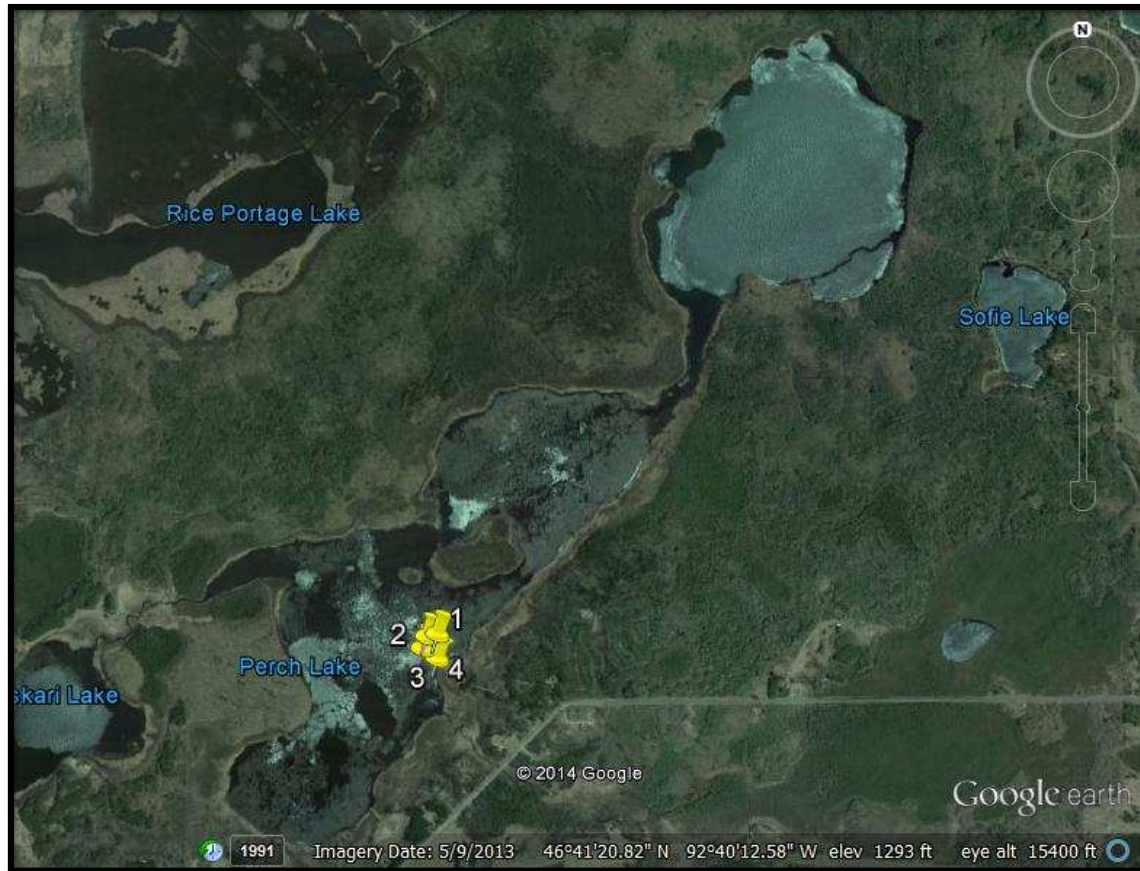 N
Rice Portage Lake
Sofie Lake
1
2
Perch Lake
3
4
skari Lake
© 2014 Google
Google earth
1991
Imagery Date: 5/9/2013 46°41'20.82" N 92°40'12.58" W elev 1293 ft eye alt 15400 ft